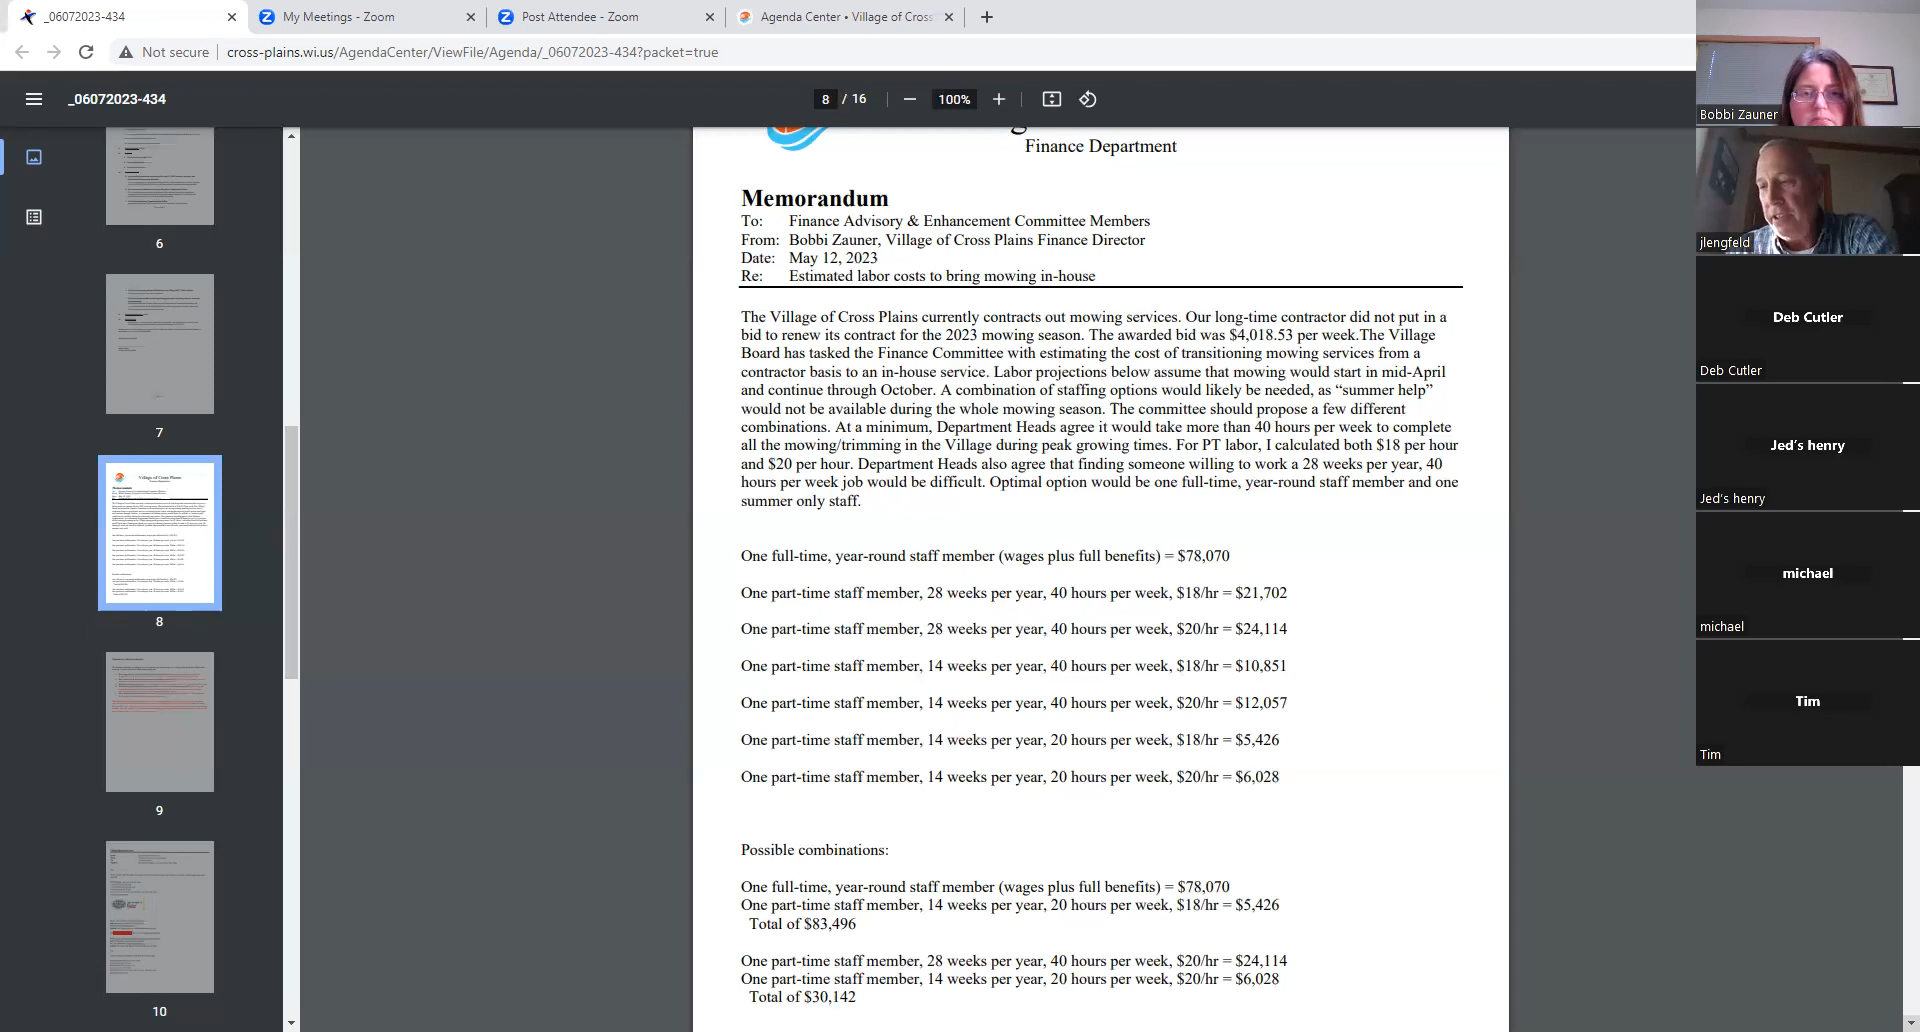 _06072023-434
My Meetings - Zoom
Post Attendee - Zoom
Agenda Center • Village of Cross
Not secure
cross-plains.wi.us/AgendaCenter/ViewFile/Agenda/_06072023-434?packet=true
_06072023-434
8 / 16
100%
6
7
8
9
10
Finance Department
Memorandum
To: Finance Advisory & Enhancement Committee Members
From: Bobbi Zauner, Village of Cross Plains Finance Director
Date: May 12, 2023
Re: Estimated labor costs to bring mowing in-house
The Village of Cross Plains currently contracts out mowing services. Our long-time contractor did not put in a
bid to renew its contract for the 2023 mowing season. The awarded bid was $4,018.53 per week.The Village
Board has tasked the Finance Committee with estimating the cost of transitioning mowing services from a
contractor basis to an in-house service. Labor projections below assume that mowing would start in mid-April
and continue through October. A combination of staffing options would likely be needed, as “summer help”
would not be available during the whole mowing season. The committee should propose a few different
combinations. At a minimum, Department Heads agree it would take more than 40 hours per week to complete
all the mowing/trimming in the Village during peak growing times. For PT labor, I calculated both $18 per hour
and $20 per hour. Department Heads also agree that finding someone willing to work a 28 weeks per year, 40
hours per week job would be difficult. Optimal option would be one full-time, year-round staff member and one
summer only staff.
One full-time, year-round staff member (wages plus full benefits) = $78,070
One part-time staff member, 28 weeks per year, 40 hours per week, $18/hr = $21,702
One part-time staff member, 28 weeks per year, 40 hours per week, $20/hr = $24,114
One part-time staff member, 14 weeks per year, 40 hours per week, $18/hr = $10,851
One part-time staff member, 14 weeks per year, 40 hours per week, $20/hr = $12,057
One part-time staff member, 14 weeks per year, 20 hours per week, $18/hr = $5,426
One part-time staff member, 14 weeks per year, 20 hours per week, $20/hr = $6,028
Possible combinations:
One full-time, year-round staff member (wages plus full benefits) = $78,070
One part-time staff member, 14 weeks per year, 20 hours per week, $18/hr = $5,426
Total of $83,496
One part-time staff member, 28 weeks per year, 40 hours per week, $20/hr = $24,114
One part-time staff member, 14 weeks per year, 20 hours per week, $20/hr = $6,028
Total of $30,142
Bobbi Zauner
jlengfeld
Deb Cutler
Deb Cutler
Jed's henry
Jed's henry
michael
michael
Tim
Tim